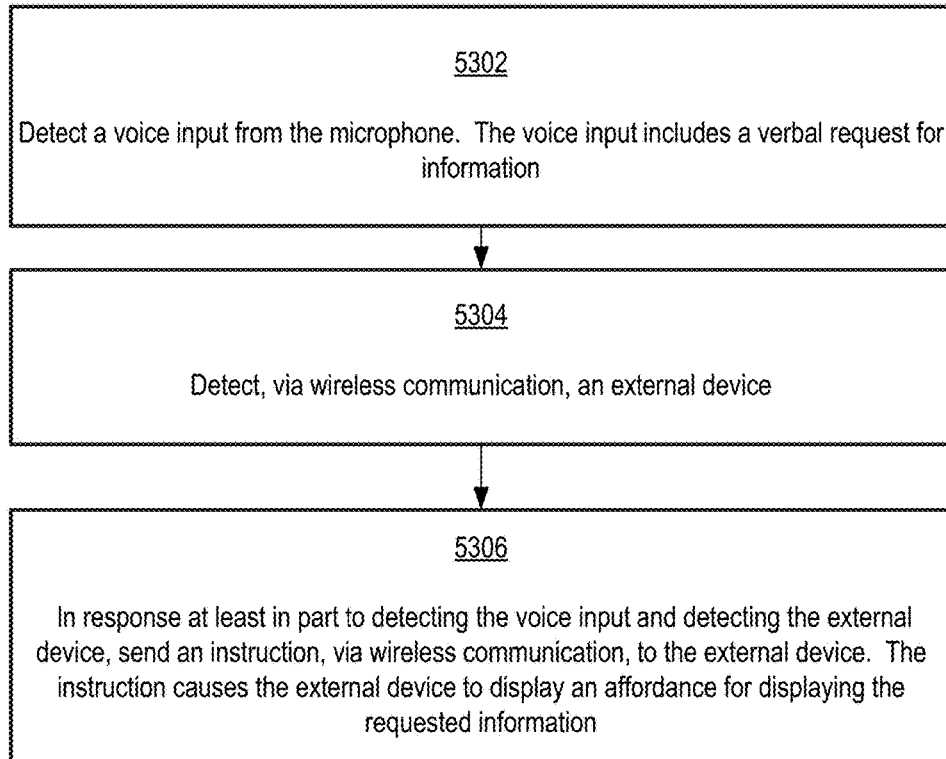 5302
Detect a voice input from the microphone. The voice input includes a verbal request for
information
5304
Detect, via wireless communication, an external device
5306
In response at least in part to detecting the voice input and detecting the external
device, send an instruction, via wireless communication, to the external device. The
instruction causes the external device to display an affordance for displaying the
requested information